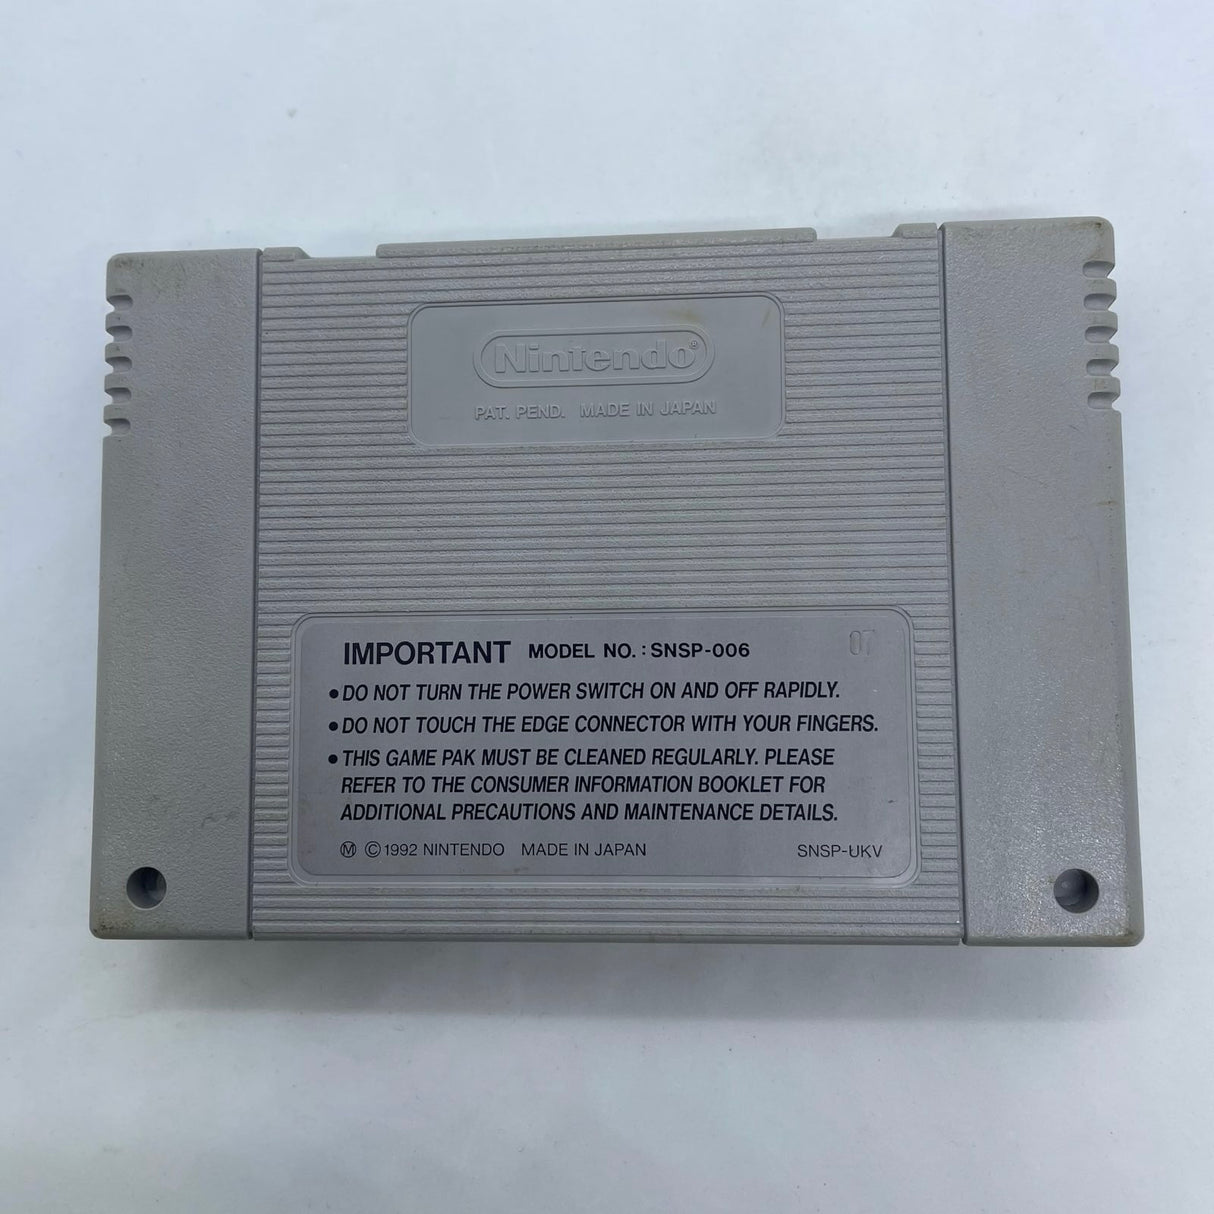 Nintendo®
PAT. PEND. MADE IN JAPAN
IMPORTANT MODEL NO. : SNSP-006 07
• DO NOT TURN THE POWER SWITCH ON AND OFF RAPIDLY.
• DO NOT TOUCH THE EDGE CONNECTOR WITH YOUR FINGERS.
• THIS GAME PAK MUST BE CLEANED REGULARLY. PLEASE
REFER TO THE CONSUMER INFORMATION BOOKLET FOR
ADDITIONAL PRECAUTIONS AND MAINTENANCE DETAILS.
Ⓜ © 1992 NINTENDO MADE IN JAPAN SNSP-UKV